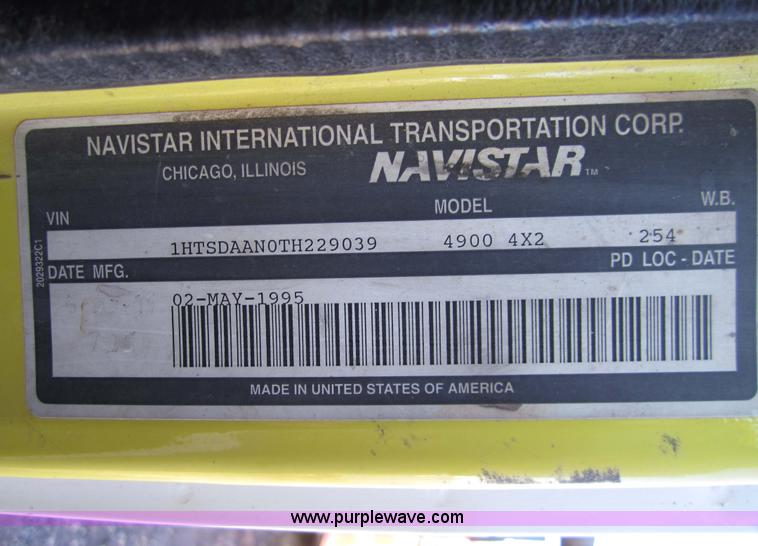 NAVISTAR INTERNATIONAL TRANSPORTATION CORP.
CHICAGO, ILLINOIS NAVISTAR TM
VIN MODEL W.B.
1HTSDAAN0TH229039 4900 4X2 254
DATE MFG. PD LOC - DATE
02-MAY-1995
MADE IN UNITED STATES OF AMERICA
2029322C1
www.purplewave.com